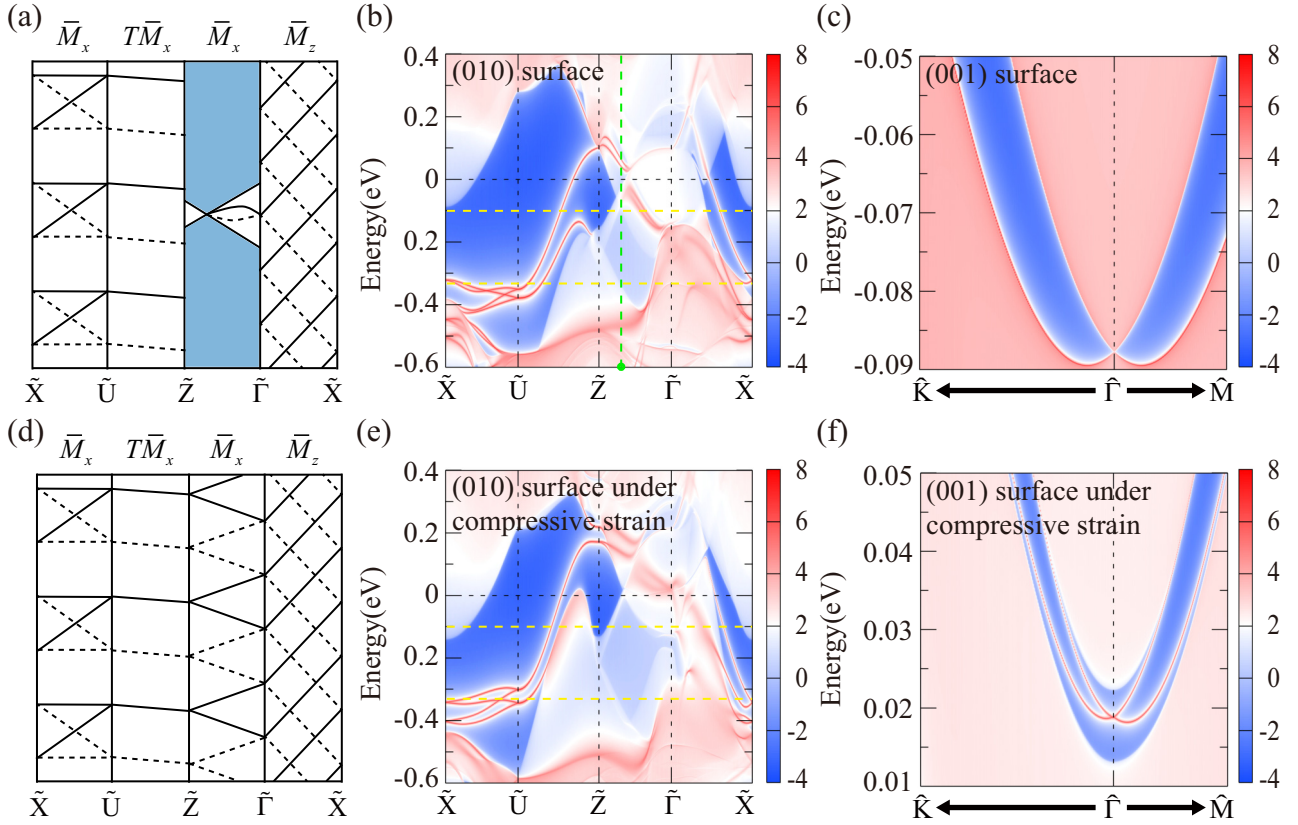 (a)
M̄x TM̄x M̄x M̄z
X̃ Ũ Z̃ Γ̃ X̃
(b)
(010) surface
Energy(eV)
0.4
0.2
0
-0.2
-0.4
-0.6
X̃ Ũ Z̃ Γ̃ X̃
8
6
4
2
0
-2
-4
(c)
(001) surface
Energy(eV)
-0.05
-0.06
-0.07
-0.08
-0.09
K̂ Γ̂ M̂
8
6
4
2
0
-2
-4
(d)
M̄x TM̄x M̄x M̄z
X̃ Ũ Z̃ Γ̃ X̃
(e)
(010) surface under
compressive strain
Energy(eV)
0.4
0.2
0
-0.2
-0.4
-0.6
X̃ Ũ Z̃ Γ̃ X̃
8
6
4
2
0
-2
-4
(f)
(001) surface under
compressive strain
Energy(eV)
0.05
0.04
0.03
0.02
0.01
K̂ Γ̂ M̂
8
6
4
2
0
-2
-4